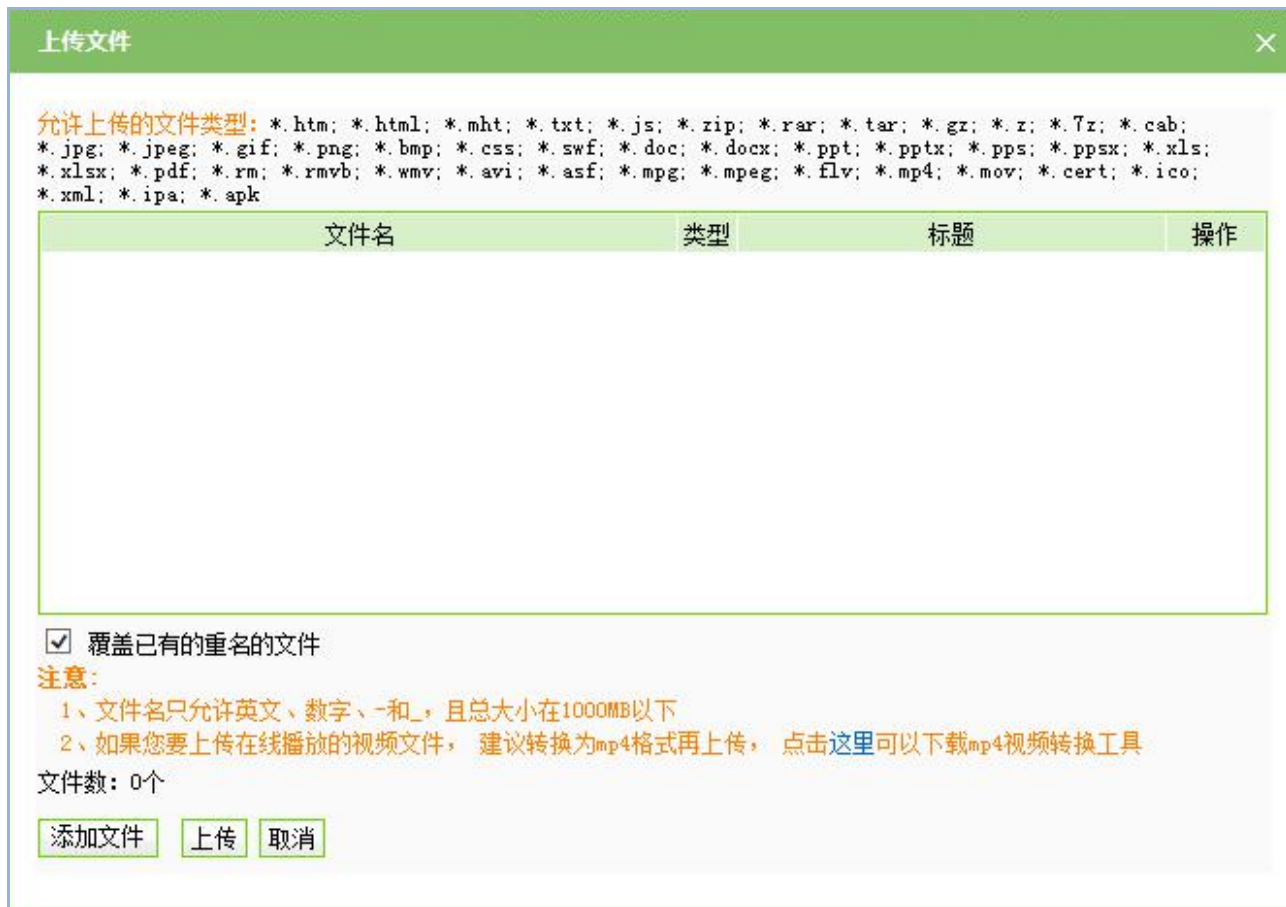 上传文件
允许上传的文件类型：*.htm; *.html; *.mht; *.txt; *.js; *.zip; *.rar; *.tar; *.gz; *.z; *.7z; *.cab;
*.jpg; *.jpeg; *.gif; *.png; *.bmp; *.css; *.swf; *.doc; *.docx; *.ppt; *.pptx; *.pps; *.ppsx; *.xls;
*.xlsx; *.pdf; *.rm; *.rmvb; *.wmv; *.avi; *.asf; *.mpg; *.mpeg; *.flv; *.mp4; *.mov; *.cert; *.ico;
*.xml; *.ipa; *.apk
文件名 类型 标题 操作
覆盖已有的重名的文件
注意：
1、文件名只允许英文、数字、-和_，且总大小在1000MB以下
2、如果您要上传在线播放的视频文件， 建议转换为mp4格式再上传， 点击这里可以下载mp4视频转换工具
文件数：0个
添加文件 上传 取消